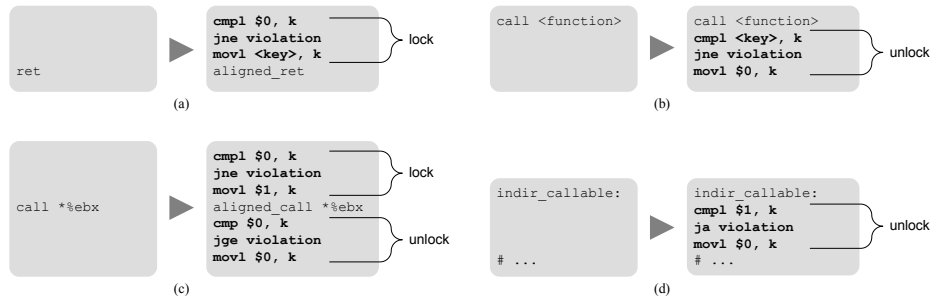 ret
cmpl $0, k
jne violation
movl <key>, k
aligned_ret
lock
(a)
call <function>
call <function>
cmpl <key>, k
jne violation
movl $0, k
unlock
(b)
call *%ebx
cmpl $0, k
jne violation
movl $1, k
aligned_call *%ebx
cmp $0, k
jge violation
movl $0, k
lock
unlock
(c)
indir_callable:
# ...
indir_callable:
cmpl $1, k
ja violation
movl $0, k
# ...
unlock
(d)